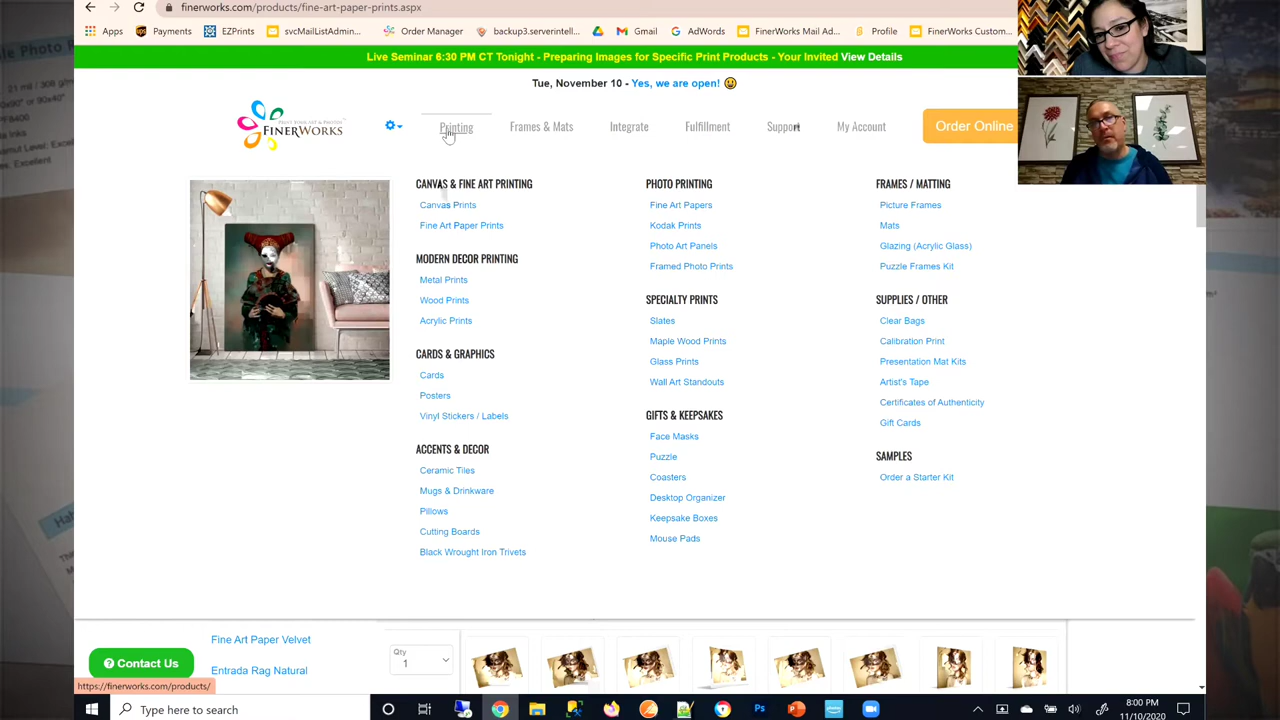 finerworks.com/products/fine-art-paper-prints.aspx
Apps Payments EZPrints svcMailListAdmin... Order Manager backup3.serverintell... Gmail FinerWorks Mail Ad... AdWords Profile FinerWorks Custom...
Live Seminar 6:30 PM CT Tonight - Preparing Images for Specific Print Products - Your Invited View Details
Tue, November 10 - Yes, we are open!
PRINT YOUR ART & PHOTOS
FINERWORKS
Printing Frames & Mats Integrate Fulfillment Support My Account Order Online
CANVAS & FINE ART PRINTING
Canvas Prints
Fine Art Paper Prints
MODERN DECOR PRINTING
Metal Prints
Wood Prints
Acrylic Prints
CARDS & GRAPHICS
Cards
Posters
Vinyl Stickers / Labels
ACCENTS & DECOR
Ceramic Tiles
Mugs & Drinkware
Pillows
Cutting Boards
Black Wrought Iron Trivets
PHOTO PRINTING
Fine Art Papers
Kodak Prints
Photo Art Panels
Framed Photo Prints
SPECIALTY PRINTS
Slates
Maple Wood Prints
Glass Prints
Wall Art Standouts
GIFTS & KEEPSAKES
Face Masks
Puzzle
Coasters
Desktop Organizer
Keepsake Boxes
Mouse Pads
FRAMES / MATTING
Picture Frames
Mats
Glazing (Acrylic Glass)
Puzzle Frames Kit
SUPPLIES / OTHER
Clear Bags
Calibration Print
Presentation Mat Kits
Artist's Tape
Certificates of Authenticity
Gift Cards
SAMPLES
Order a Starter Kit
Fine Art Paper Velvet
Entrada Rag Natural
Qty
1
Contact Us
https://finerworks.com/products/
Type here to search
8:00 PM
11/10/2020